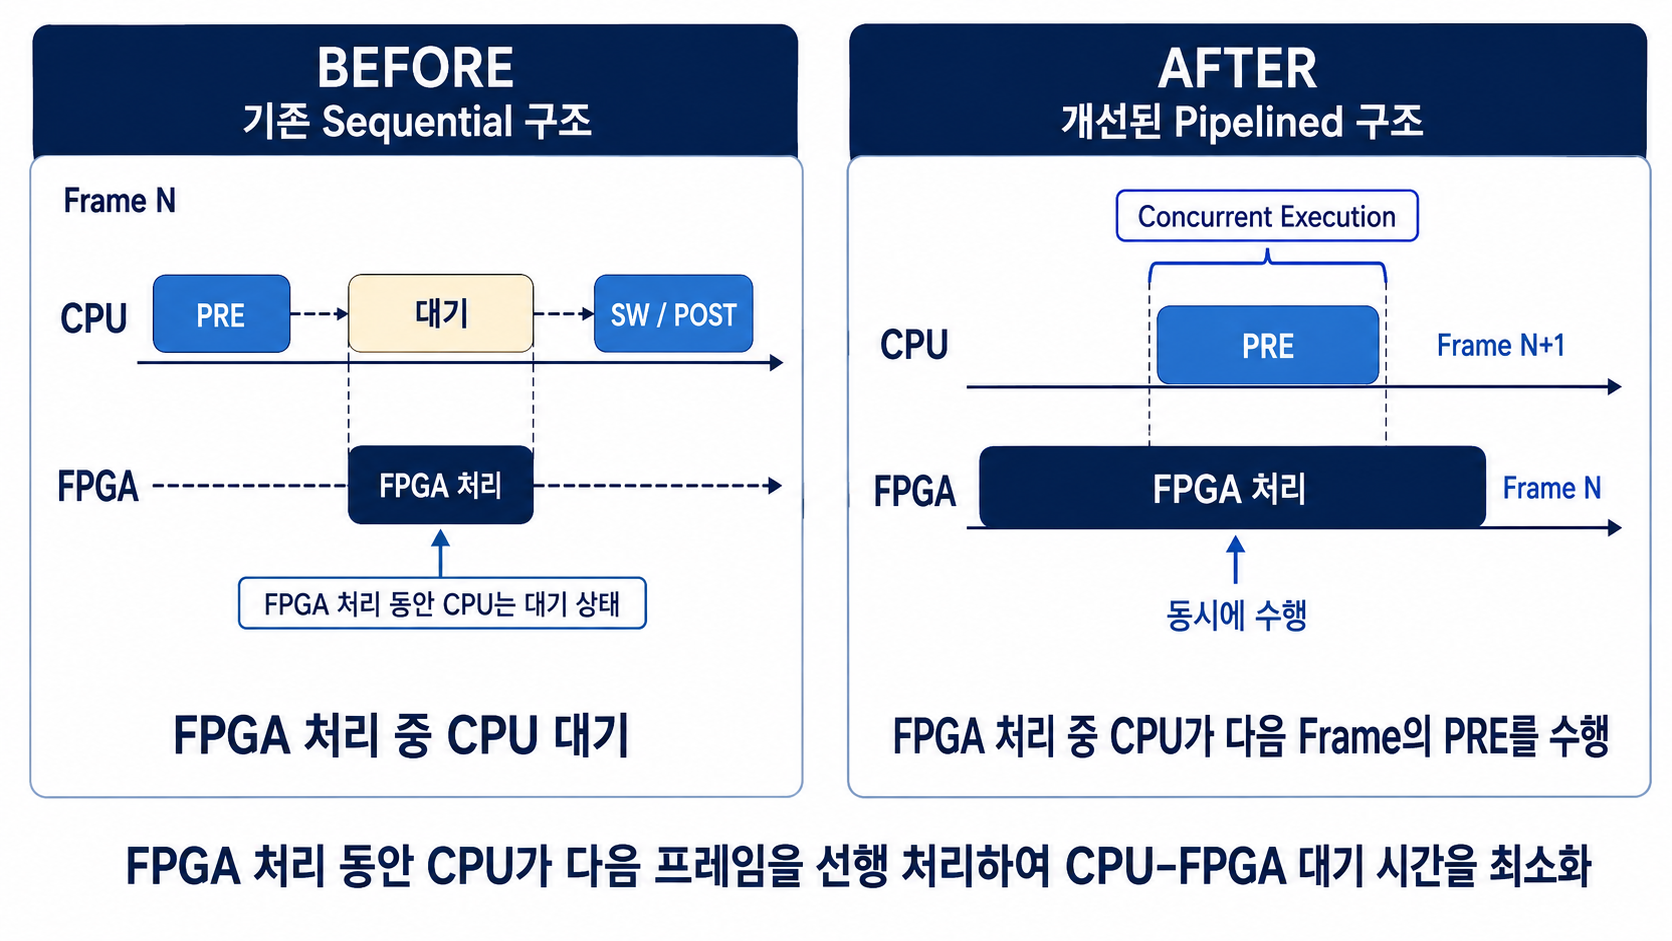 BEFORE
기존 Sequential 구조
Frame N
CPU
PRE
대기
SW / POST
FPGA
FPGA 처리
FPGA 처리 동안 CPU는 대기 상태
FPGA 처리 중 CPU 대기
AFTER
개선된 Pipelined 구조
Concurrent Execution
CPU
PRE
Frame N+1
FPGA
FPGA 처리
Frame N
동시에 수행
FPGA 처리 중 CPU가 다음 Frame의 PRE를 수행
FPGA 처리 동안 CPU가 다음 프레임을 선행 처리하여 CPU-FPGA 대기 시간을 최소화